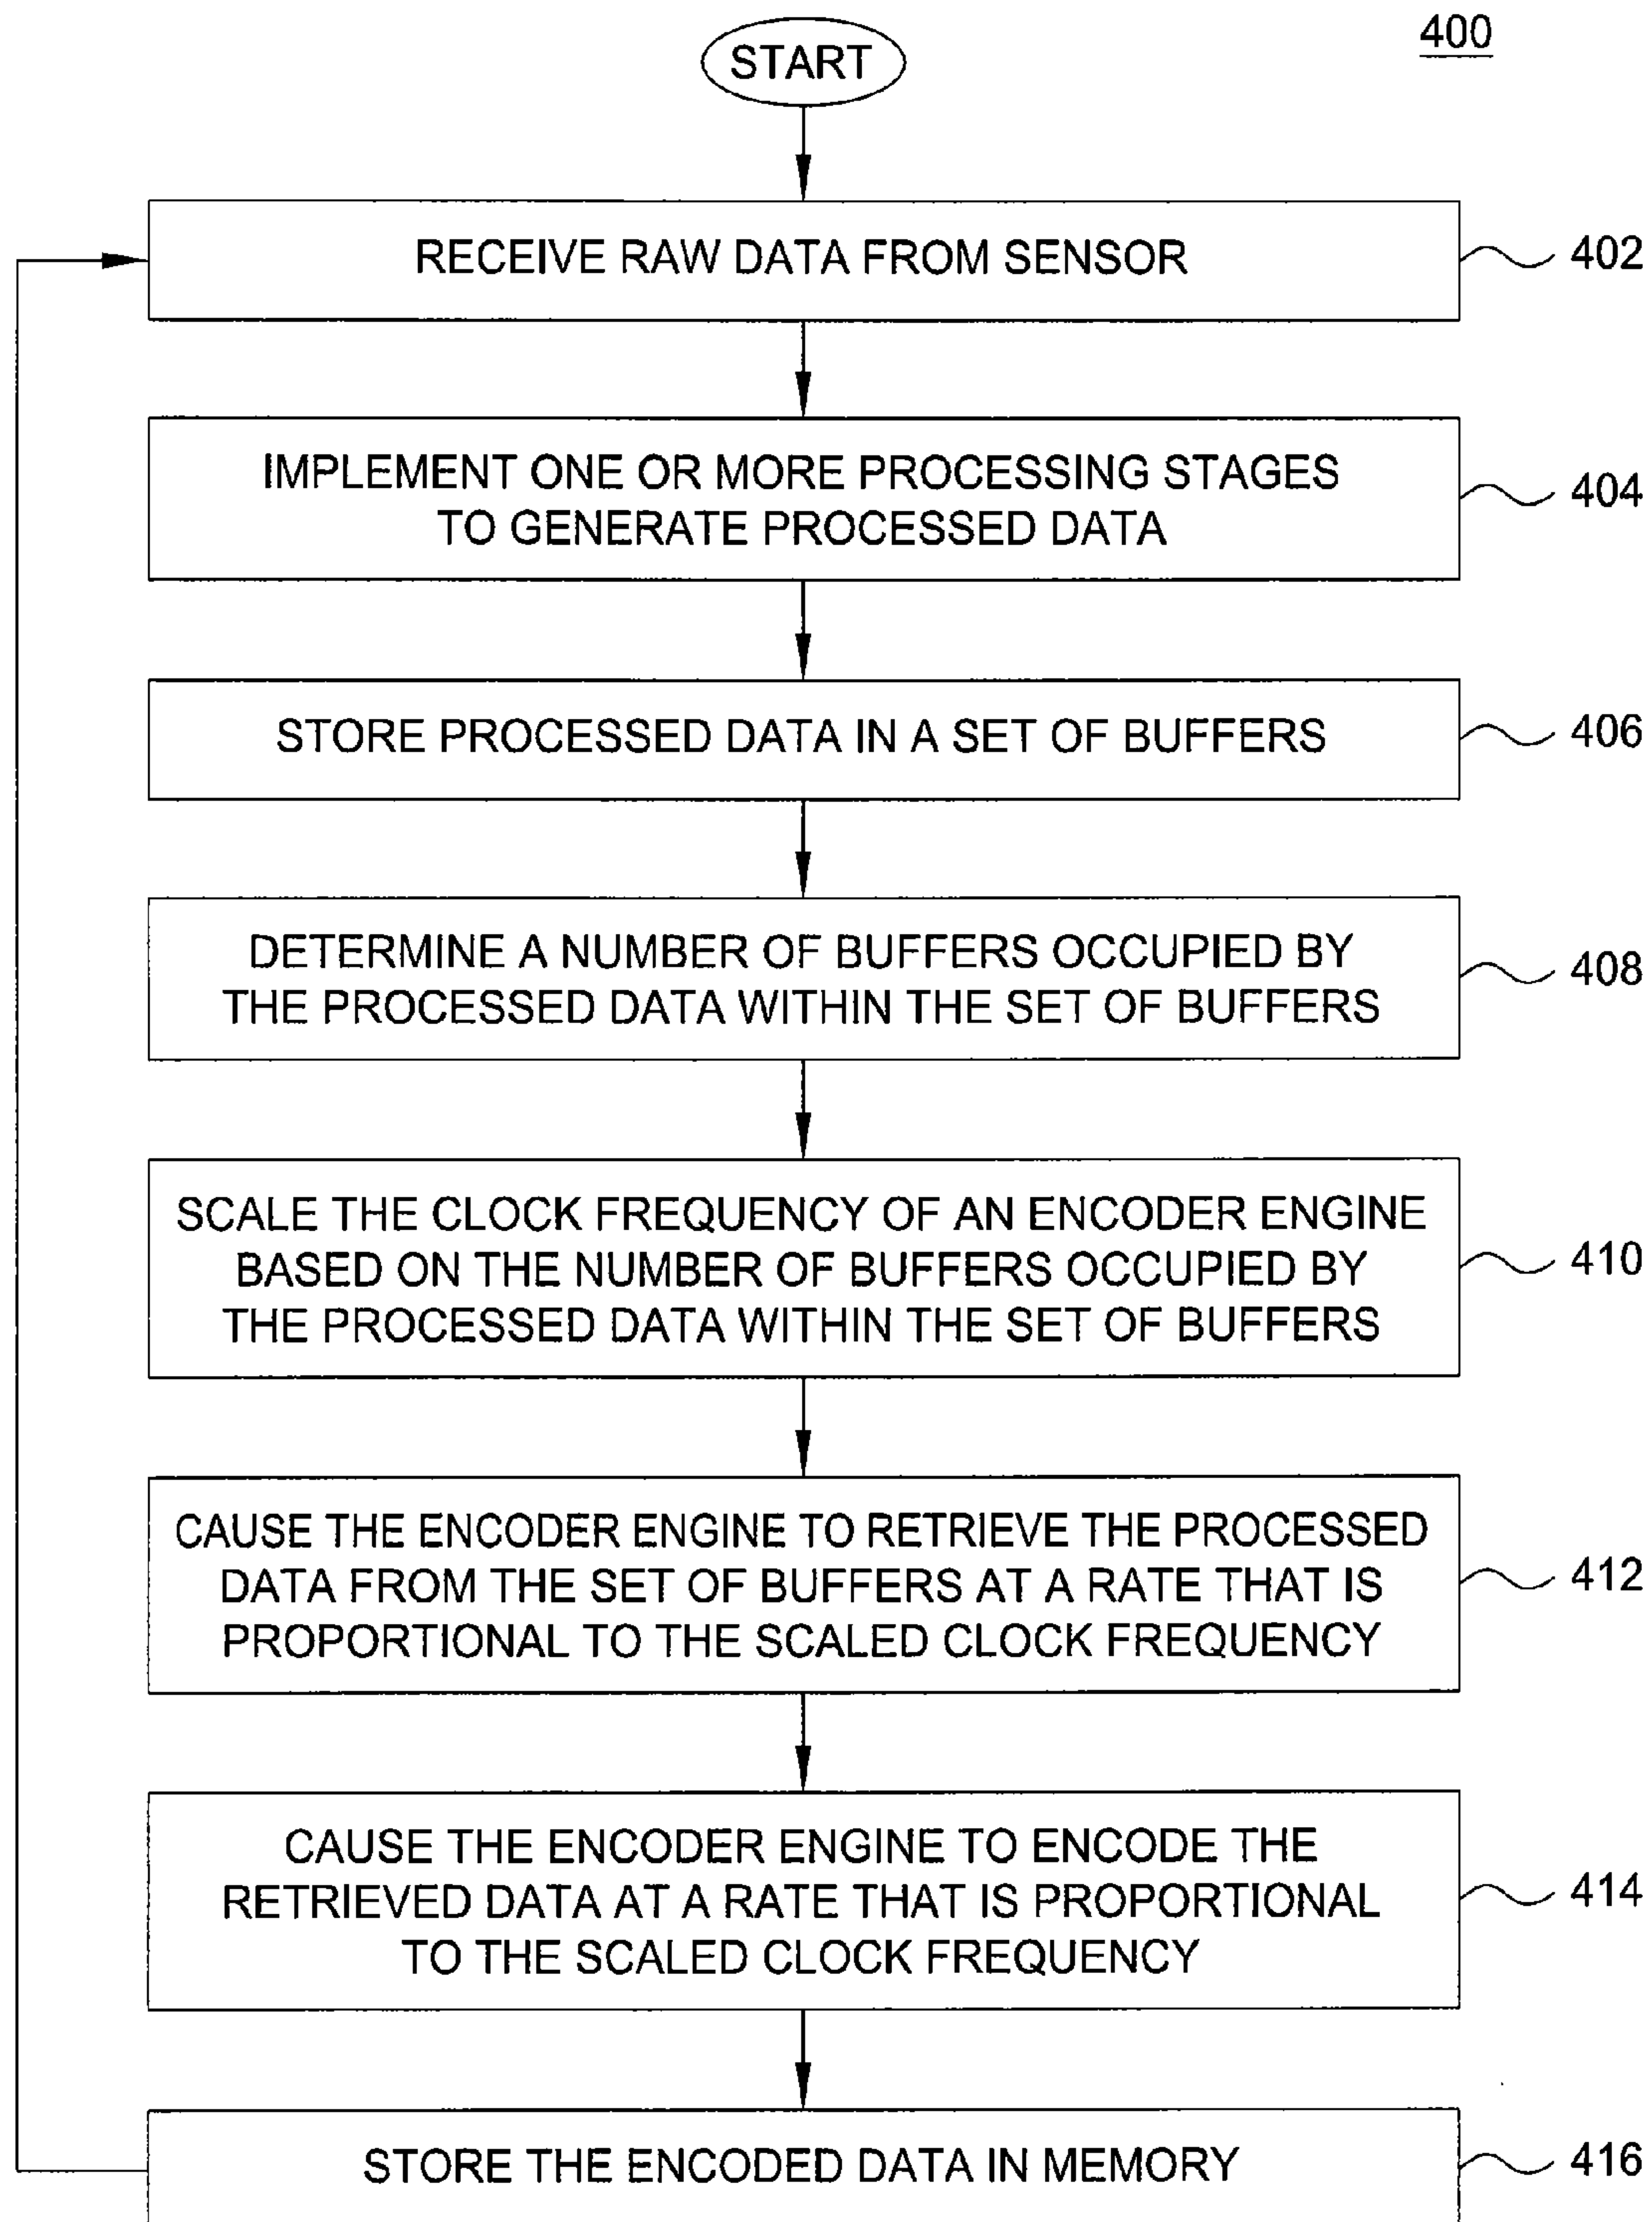 400
START
RECEIVE RAW DATA FROM SENSOR
402
IMPLEMENT ONE OR MORE PROCESSING STAGES
TO GENERATE PROCESSED DATA
404
STORE PROCESSED DATA IN A SET OF BUFFERS
406
DETERMINE A NUMBER OF BUFFERS OCCUPIED BY
THE PROCESSED DATA WITHIN THE SET OF BUFFERS
408
SCALE THE CLOCK FREQUENCY OF AN ENCODER ENGINE
BASED ON THE NUMBER OF BUFFERS OCCUPIED BY
THE PROCESSED DATA WITHIN THE SET OF BUFFERS
410
CAUSE THE ENCODER ENGINE TO RETRIEVE THE PROCESSED
DATA FROM THE SET OF BUFFERS AT A RATE THAT IS
PROPORTIONAL TO THE SCALED CLOCK FREQUENCY
412
CAUSE THE ENCODER ENGINE TO ENCODE THE
RETRIEVED DATA AT A RATE THAT IS PROPORTIONAL
TO THE SCALED CLOCK FREQUENCY
414
STORE THE ENCODED DATA IN MEMORY
416